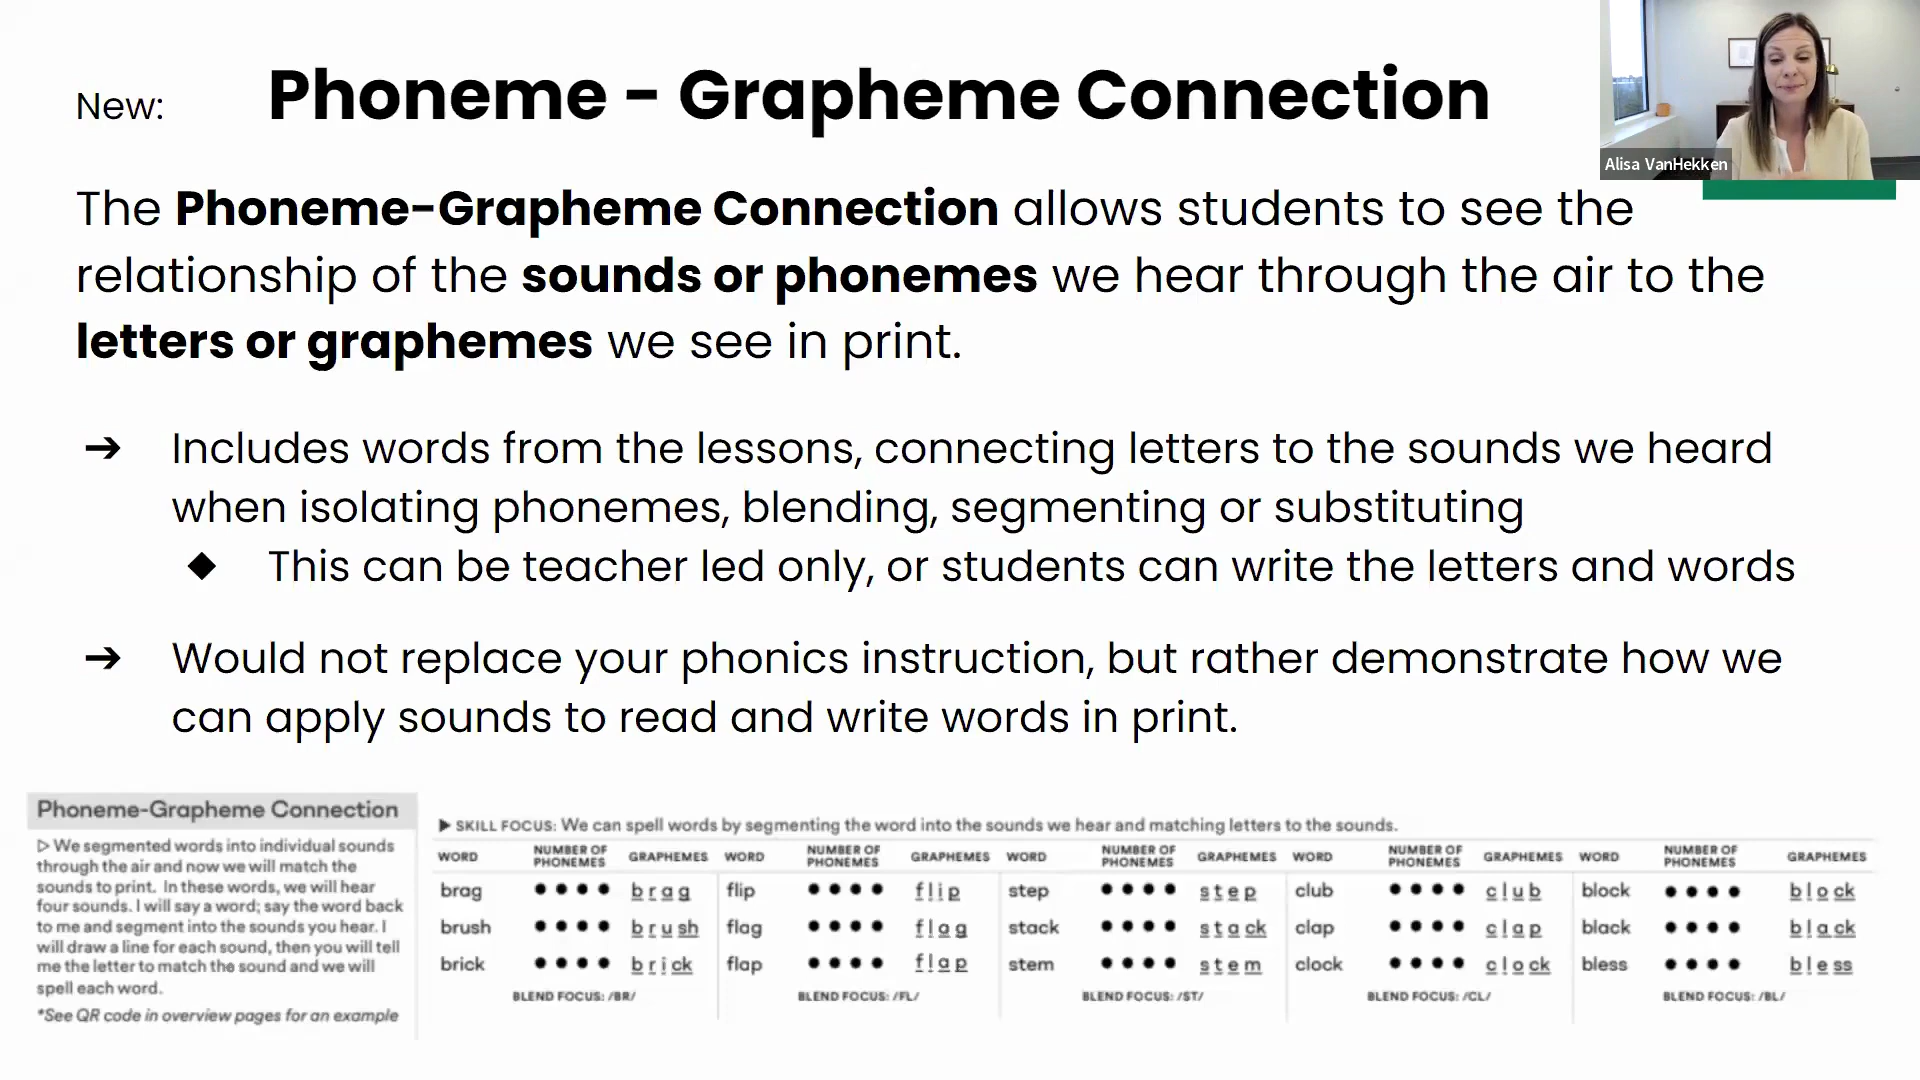 New: Phoneme - Grapheme Connection
Alisa VanHekken
The Phoneme-Grapheme Connection allows students to see the
relationship of the sounds or phonemes we hear through the air to the
letters or graphemes we see in print.
➔ Includes words from the lessons, connecting letters to the sounds we heard
when isolating phonemes, blending, segmenting or substituting
◆ This can be teacher led only, or students can write the letters and words
➔ Would not replace your phonics instruction, but rather demonstrate how we
can apply sounds to read and write words in print.
Phoneme-Grapheme Connection
▷ We segmented words into individual sounds
through the air and now we will match the
sounds to print. In these words, we will hear
four sounds. I will say a word; say the word back
to me and segment into the sounds you hear. I
will draw a line for each sound, then you will tell
me the letter to match the sound and we will
spell each word.
*See QR code in overview pages for an example
▶ SKILL FOCUS: We can spell words by segmenting the word into the sounds we hear and matching letters to the sounds.
WORD NUMBER OF PHONEMES GRAPHEMES WORD NUMBER OF PHONEMES GRAPHEMES WORD NUMBER OF PHONEMES GRAPHEMES WORD NUMBER OF PHONEMES GRAPHEMES WORD NUMBER OF PHONEMES GRAPHEMES
brag ● ● ● ● b r a g flip ● ● ● ● f l i p step ● ● ● ● s t e p club ● ● ● ● c l u b block ● ● ● ● b l o ck
brush ● ● ● ● b r u sh flag ● ● ● ● f l a g stack ● ● ● ● s t a ck clap ● ● ● ● c l a p black ● ● ● ● b l a ck
brick ● ● ● ● b r i ck flap ● ● ● ● f l a p stem ● ● ● ● s t e m clock ● ● ● ● c l o ck bless ● ● ● ● b l e ss
BLEND FOCUS: /BR/ BLEND FOCUS: /FL/ BLEND FOCUS: /ST/ BLEND FOCUS: /CL/ BLEND FOCUS: /BL/